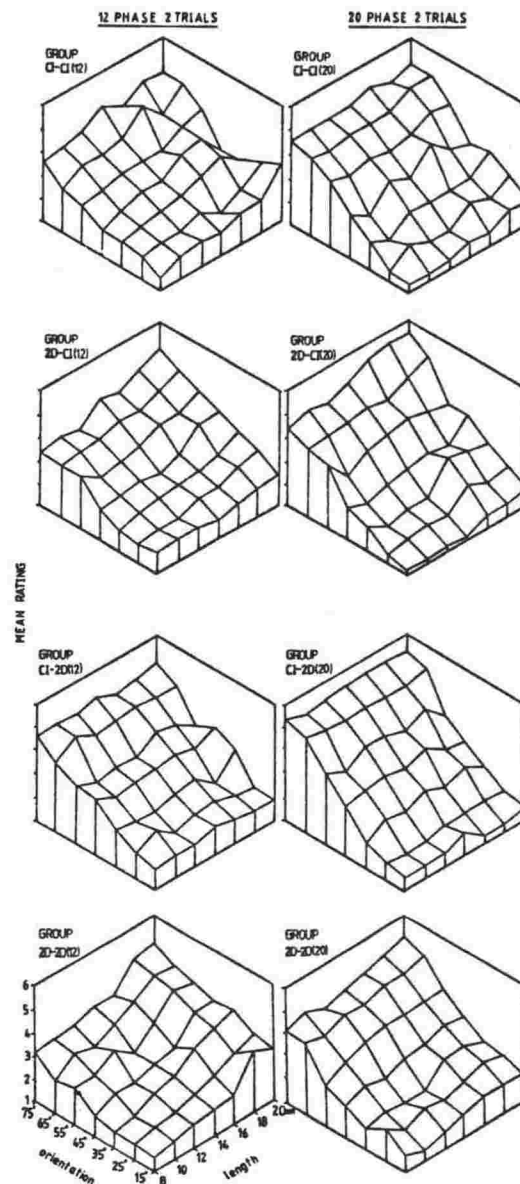 12 PHASE 2 TRIALS
20 PHASE 2 TRIALS
GROUP
CI-CI(12)
GROUP
CI-CI(20)
GROUP
2D-CI(12)
GROUP
2D-CI(20)
MEAN RATING
GROUP
CI-2D(12)
GROUP
CI-2D(20)
GROUP
2D-2D(12)
GROUP
2D-2D(20)
6
5
4
3
2
1
75°
65°
55°
45°
35°
25°
15°
orientation
8
10
12
14
16
18
20mm
length